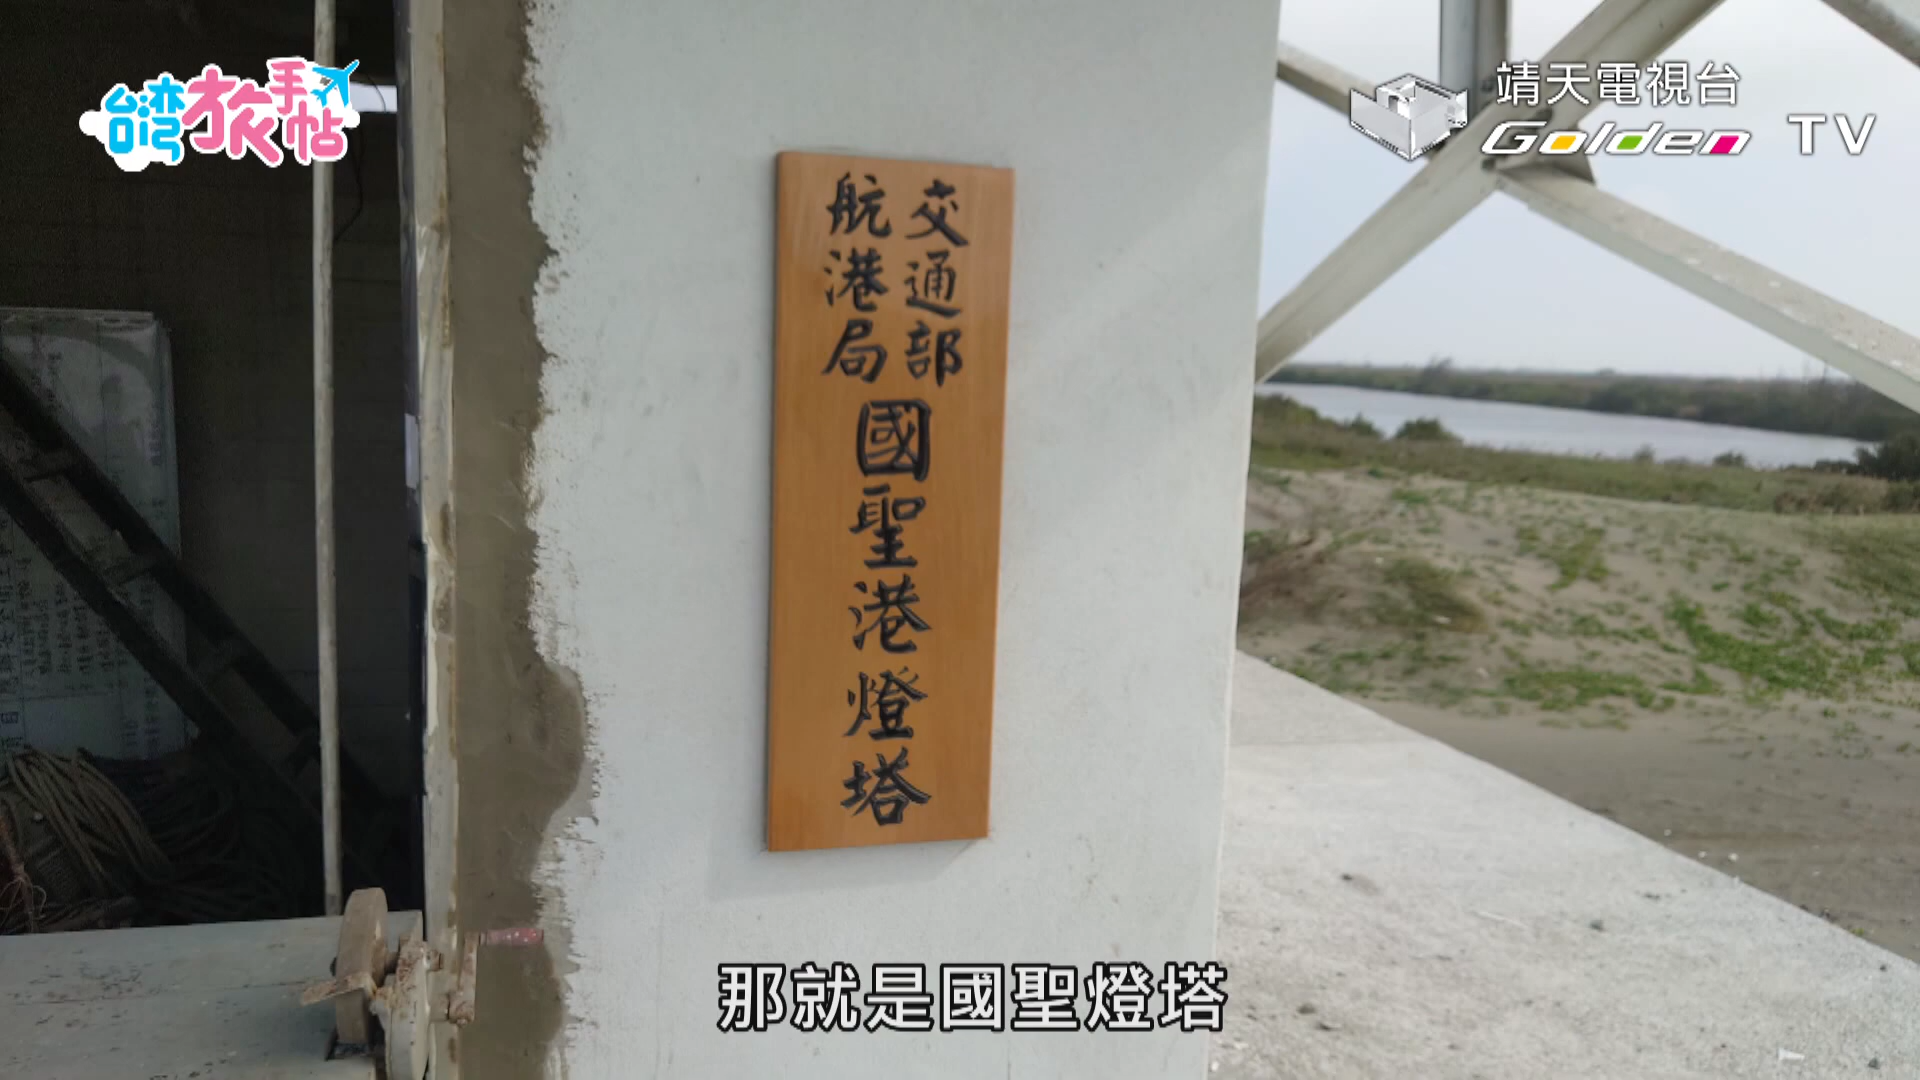 台灣旅手帖
靖天電視台
Golden TV
交通部
航港局
國聖港燈塔
那就是國聖燈塔